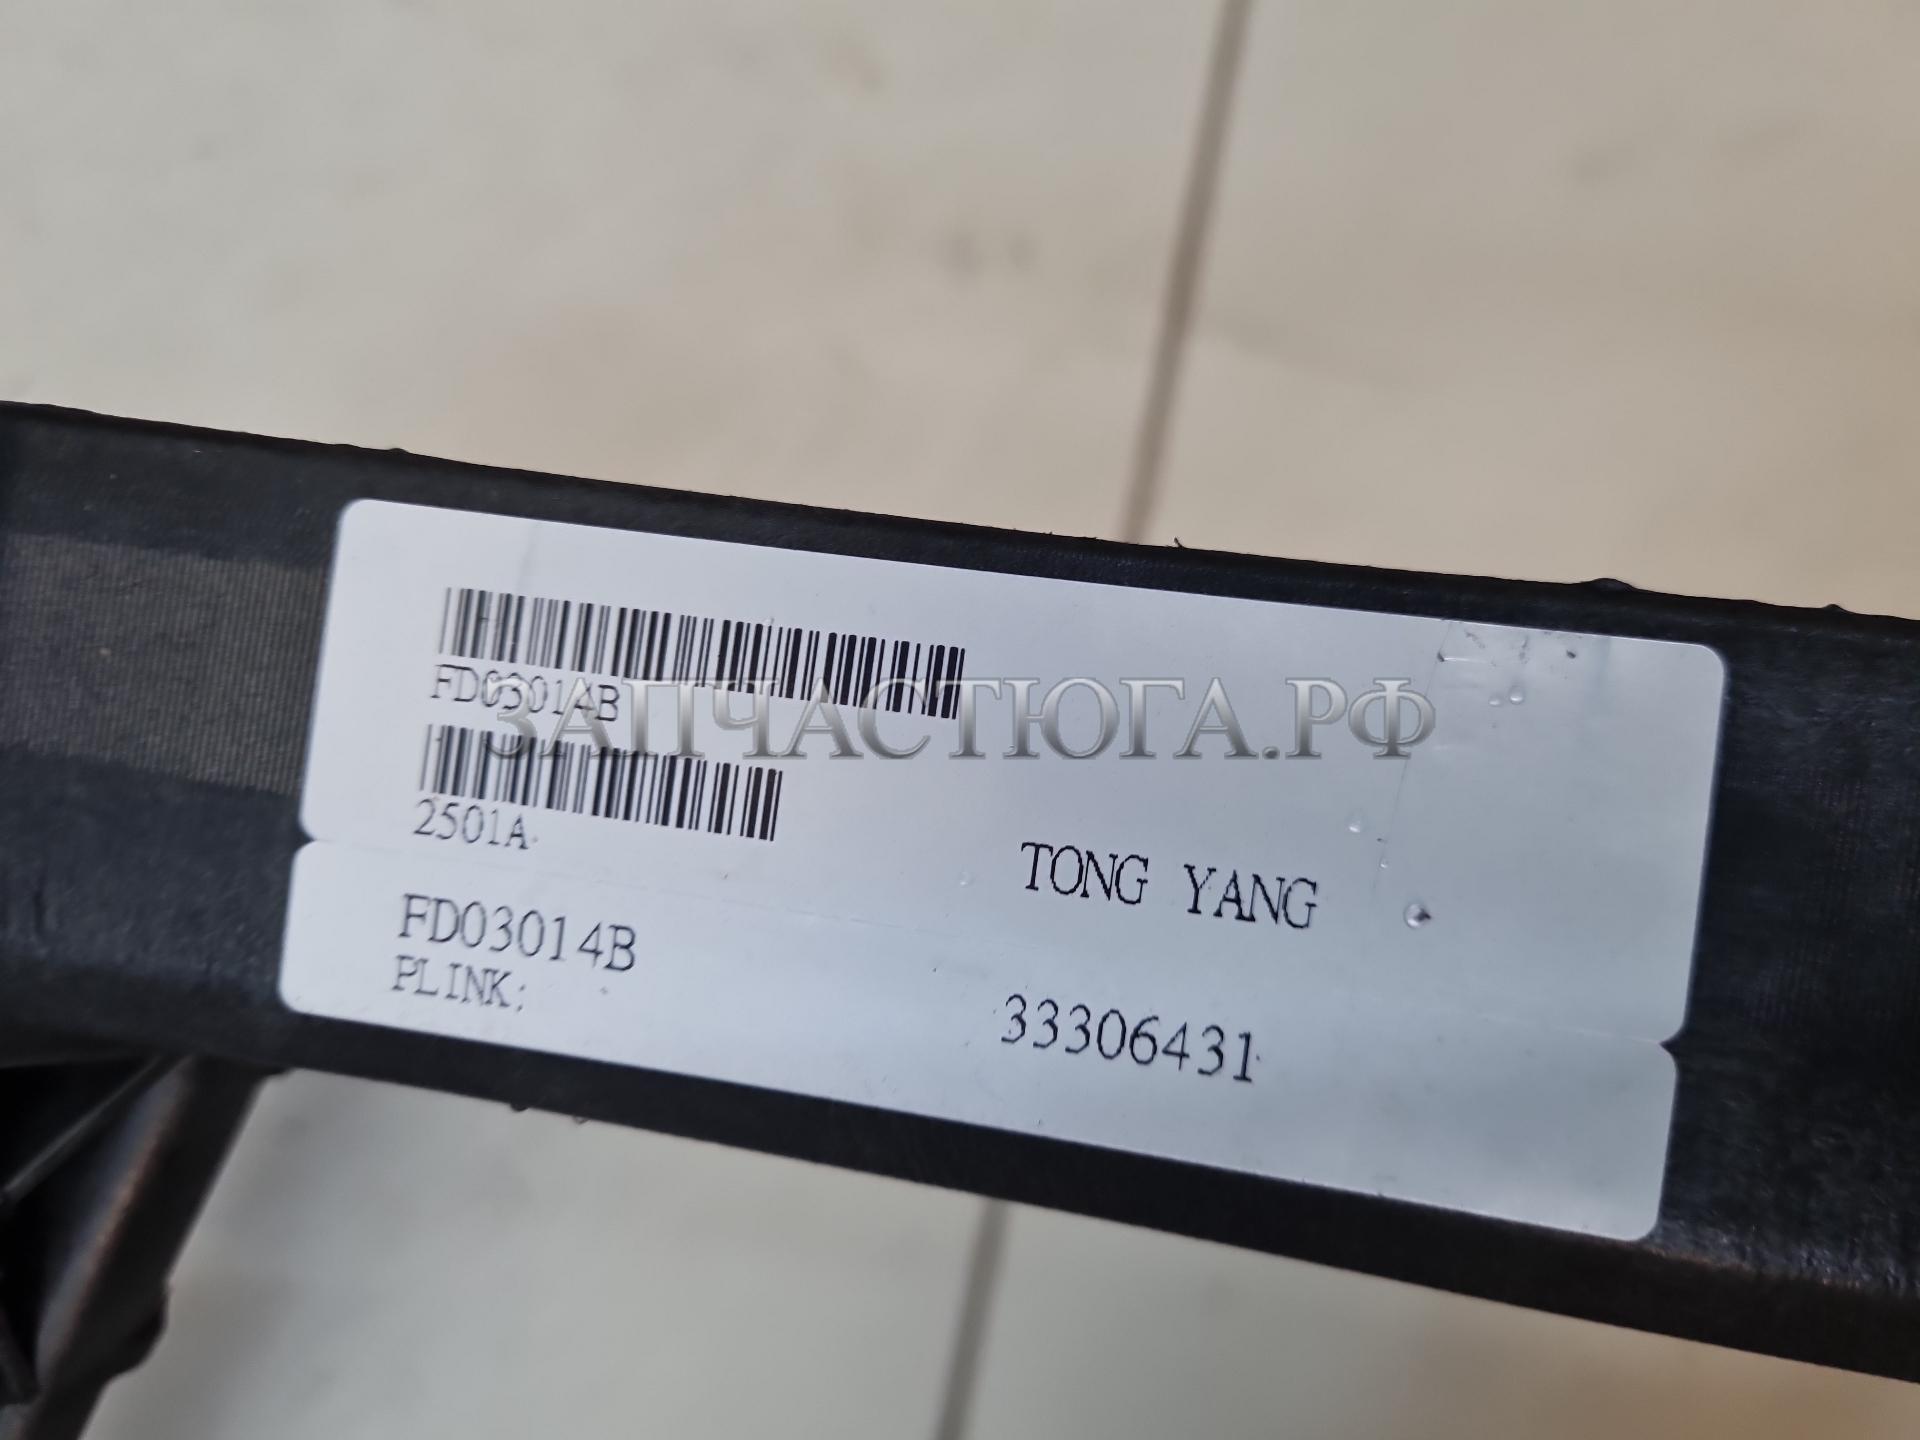 FD03014B
ЗАПЧАСТЮГА.РФ
2501A
TONG YANG
FD03014B
PLINK:
33306431